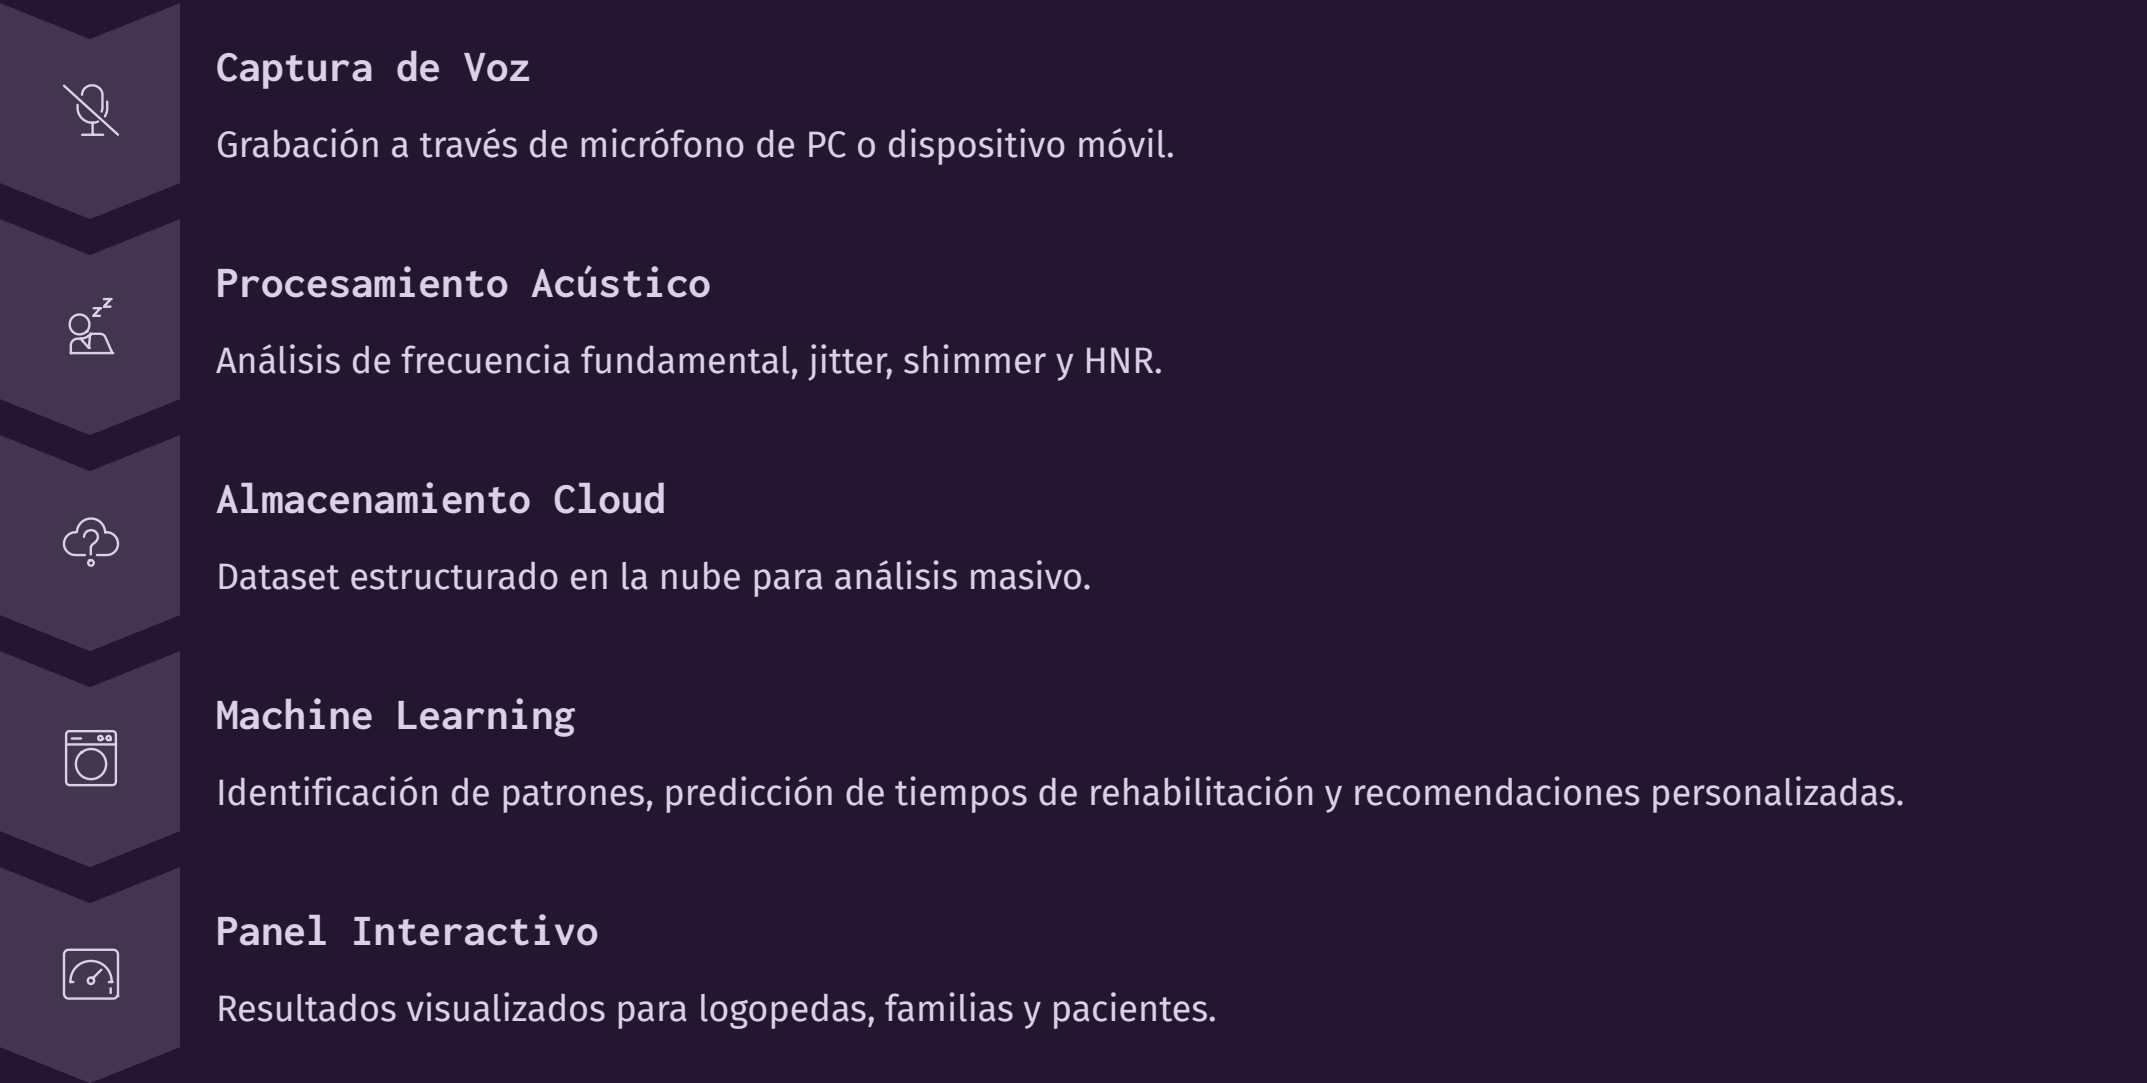 Captura de Voz
Grabación a través de micrófono de PC o dispositivo móvil.
Procesamiento Acústico
Análisis de frecuencia fundamental, jitter, shimmer y HNR.
Almacenamiento Cloud
Dataset estructurado en la nube para análisis masivo.
Machine Learning
Identificación de patrones, predicción de tiempos de rehabilitación y recomendaciones personalizadas.
Panel Interactivo
Resultados visualizados para logopedas, familias y pacientes.